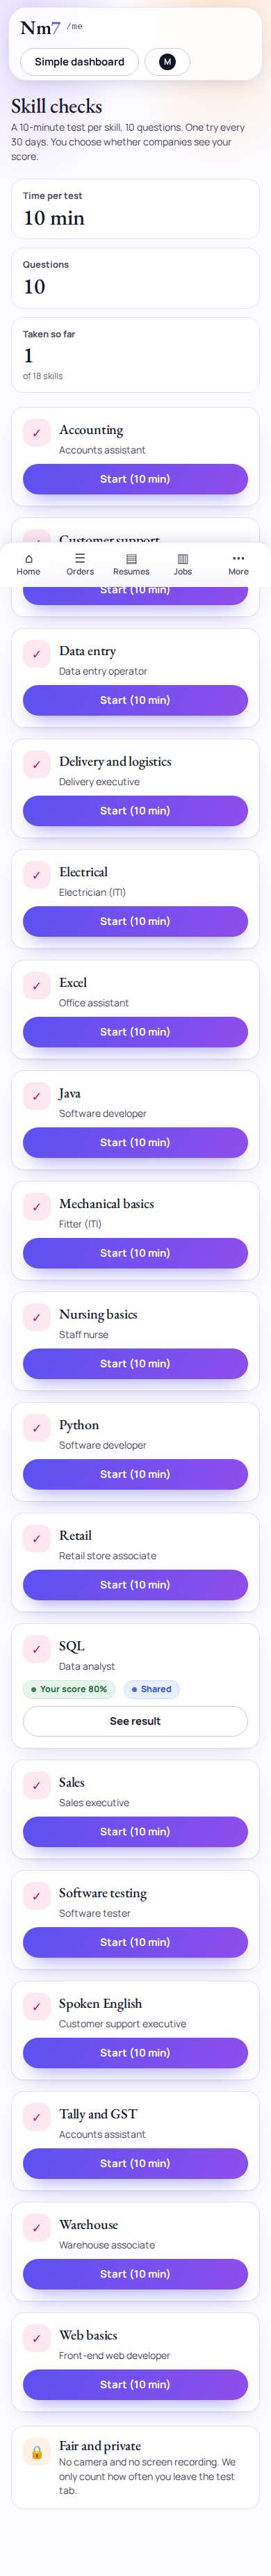 Nm7 /me
Simple dashboard
M
Skill checks
A 10-minute test per skill, 10 questions. One try every
30 days. You choose whether companies see your
score.
Time per test
10 min
Questions
10
Taken so far
1
of 18 skills
Accounting
Accounts assistant
Start (10 min)
Customer support
Home
Orders
Resumes
Jobs
More
Start (10 min)
Data entry
Data entry operator
Start (10 min)
Delivery and logistics
Delivery executive
Start (10 min)
Electrical
Electrician (ITI)
Start (10 min)
Excel
Office assistant
Start (10 min)
Java
Software developer
Start (10 min)
Mechanical basics
Fitter (ITI)
Start (10 min)
Nursing basics
Staff nurse
Start (10 min)
Python
Software developer
Start (10 min)
Retail
Retail store associate
Start (10 min)
SQL
Data analyst
Your score 80% Shared
See result
Sales
Sales executive
Start (10 min)
Software testing
Software tester
Start (10 min)
Spoken English
Customer support executive
Start (10 min)
Tally and GST
Accounts assistant
Start (10 min)
Warehouse
Warehouse associate
Start (10 min)
Web basics
Front-end web developer
Start (10 min)
Fair and private
No camera and no screen recording. We
only count how often you leave the test
tab.